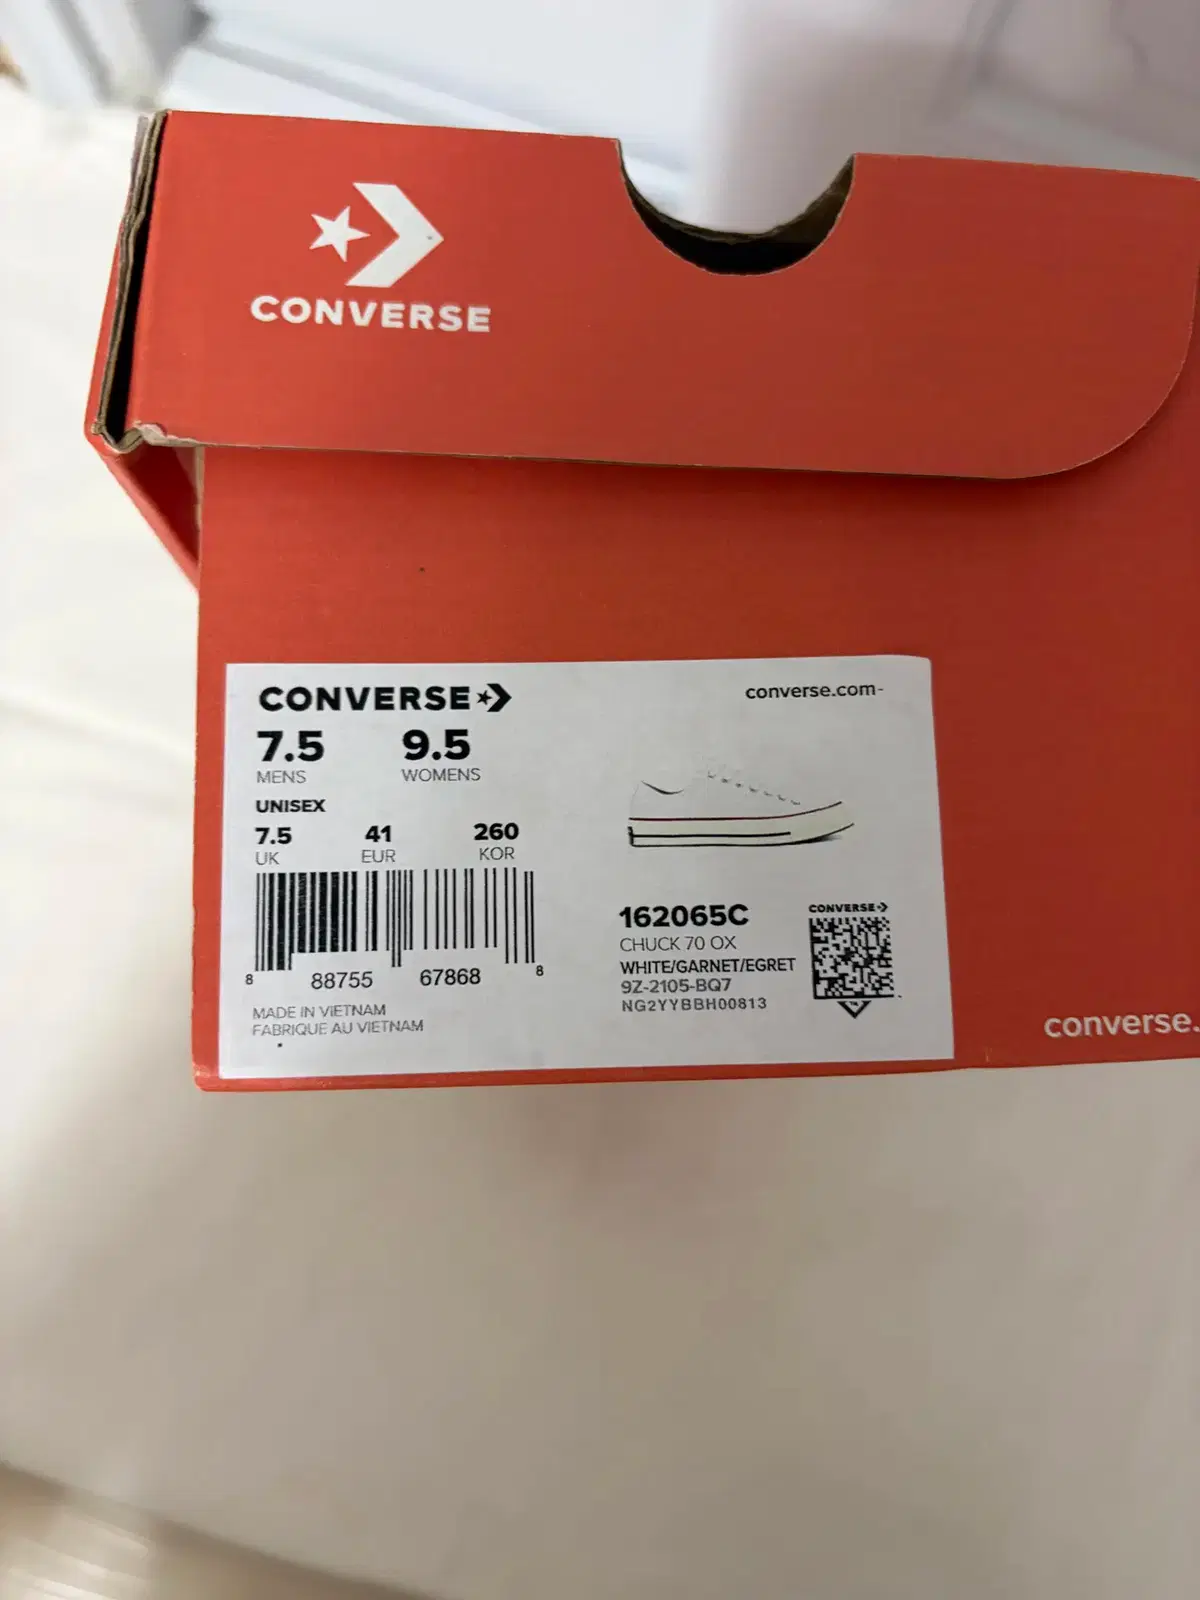 CONVERSE
CONVERSE
converse.com
7.5 9.5
MENS WOMENS
UNISEX
7.5 41 260
UK EUR KOR
8 88755 67868 8
MADE IN VIETNAM
FABRIQUE AU VIETNAM
162065C
CHUCK 70 OX
WHITE/GARNET/EGRET
9Z-2105-BQ7
NG2YYBBH00813
CONVERSE
converse.